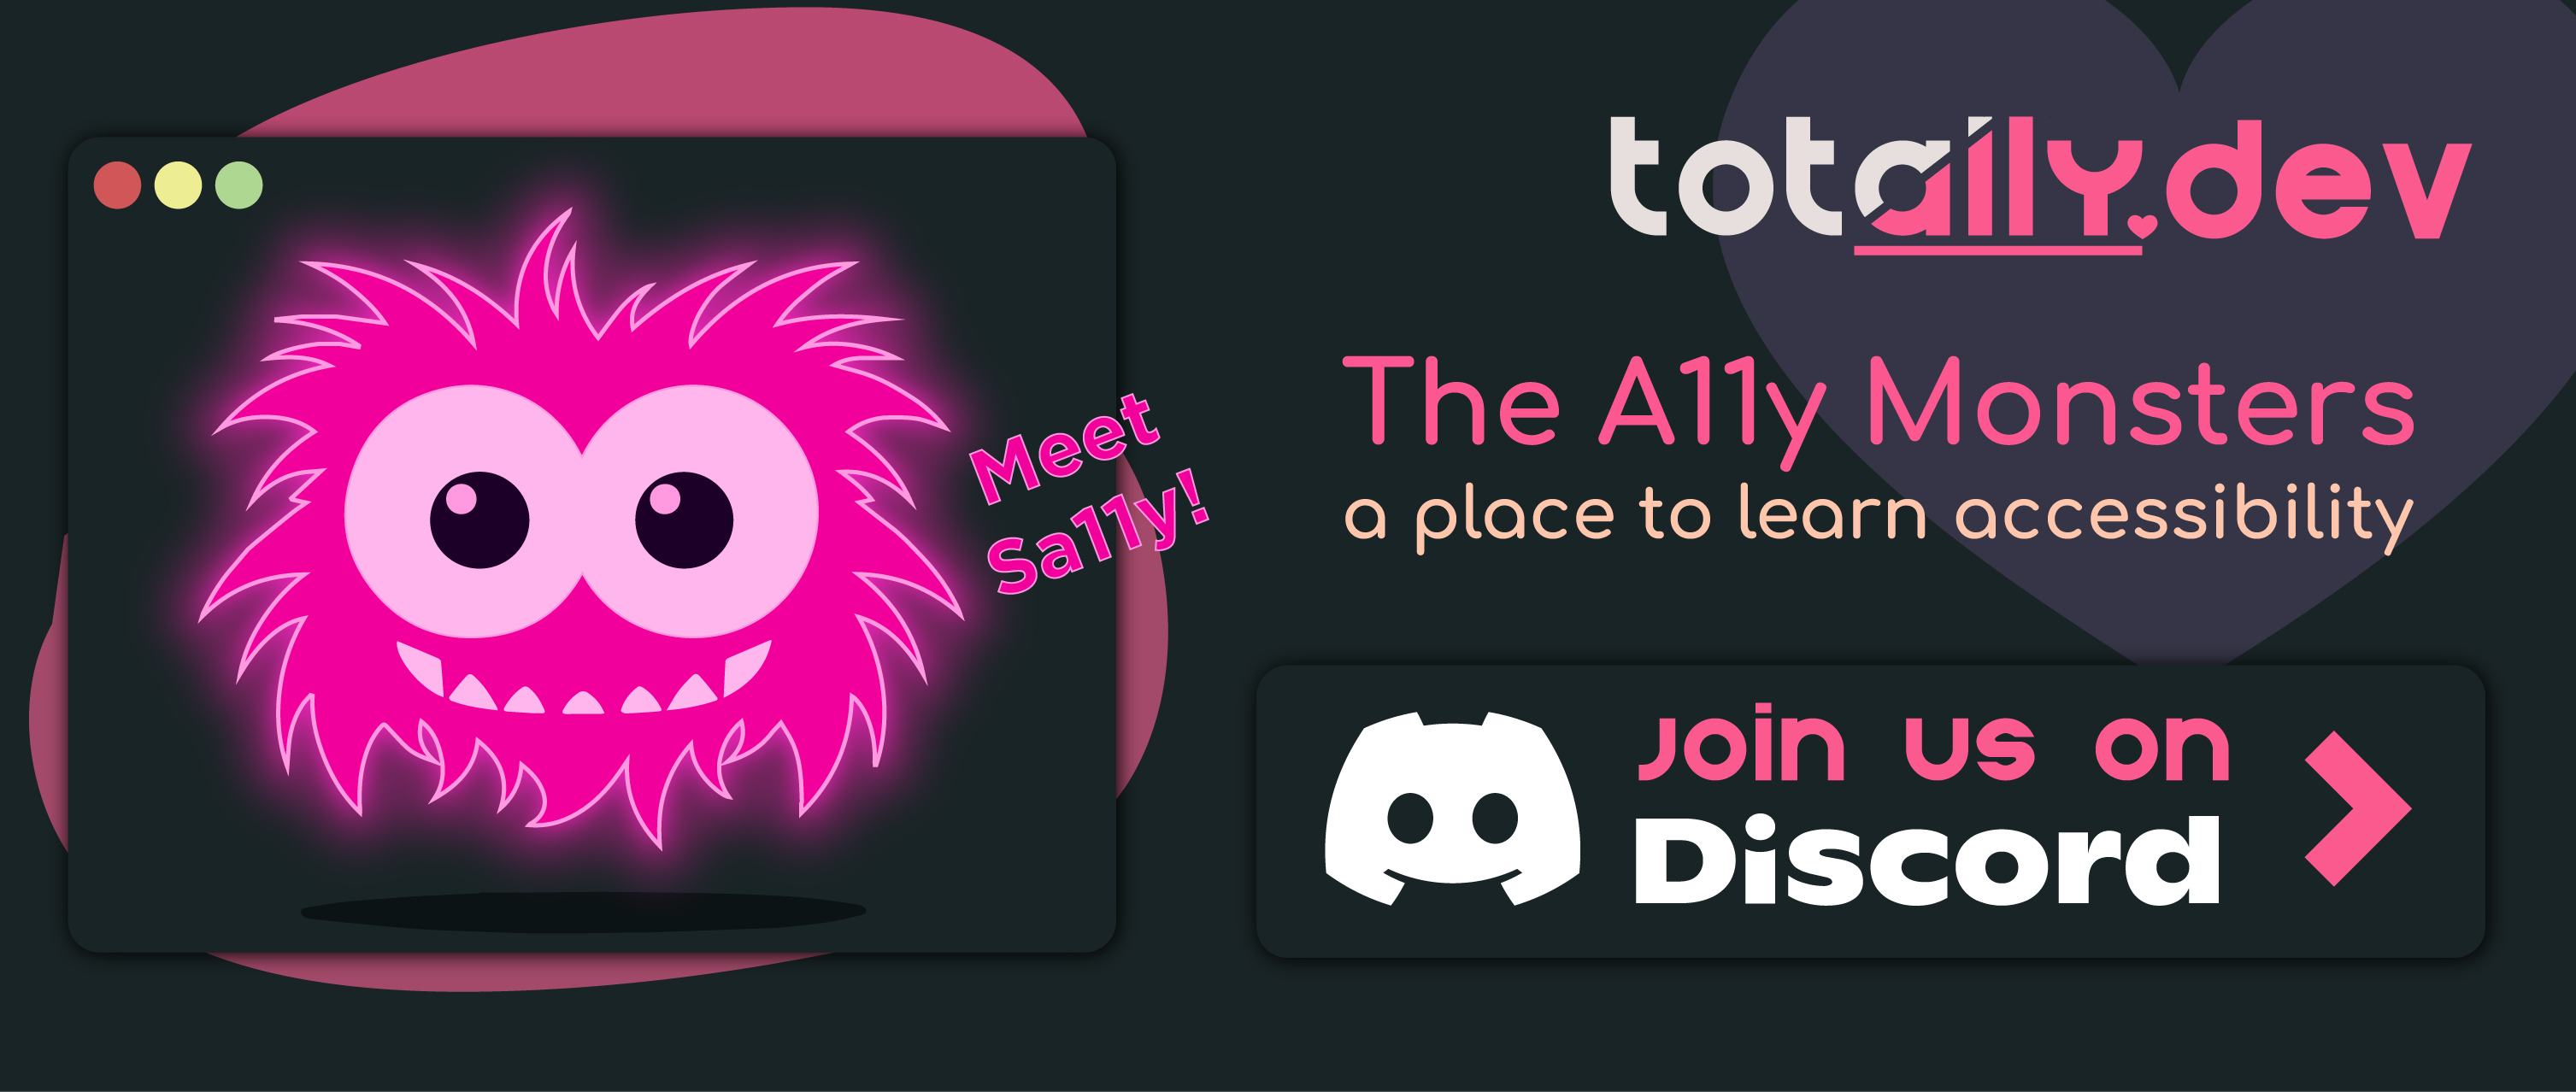 totally.dev
Meet
Sa11y!
The A11y Monsters
a place to learn accessibility
Join us on
Discord